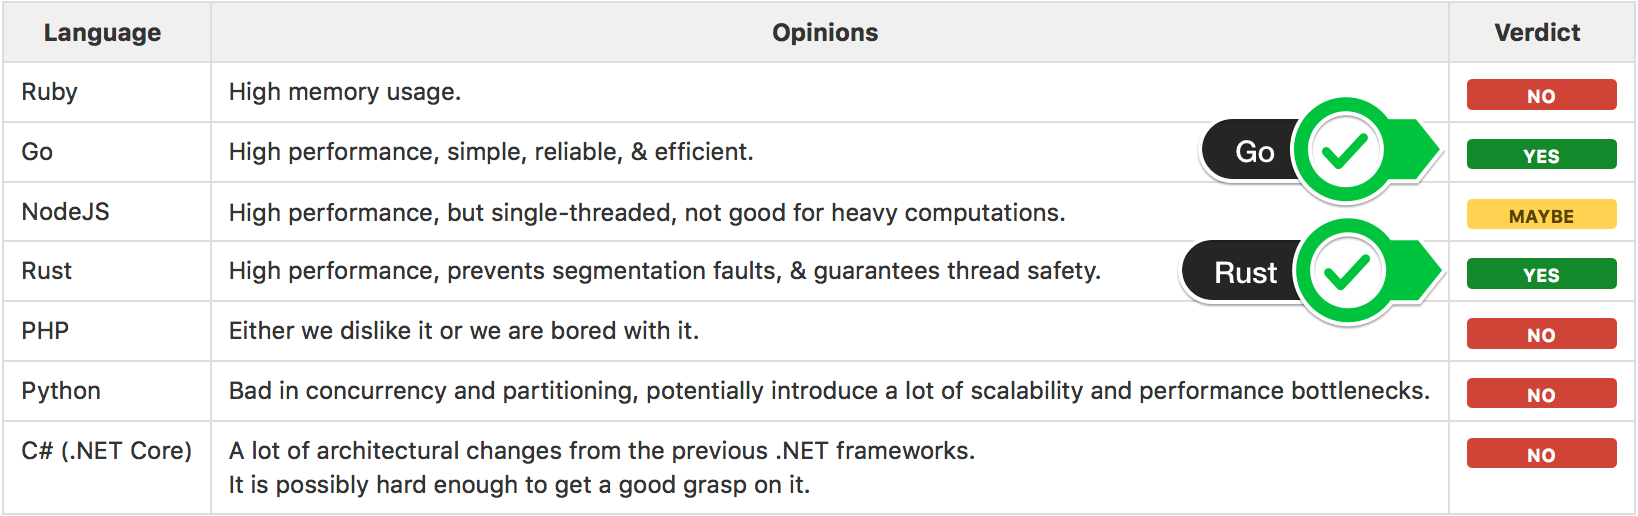 Language Opinions Verdict
Ruby High memory usage. NO
Go High performance, simple, reliable, & efficient. Go YES
NodeJS High performance, but single-threaded, not good for heavy computations. MAYBE
Rust High performance, prevents segmentation faults, & guarantees thread safety. Rust YES
PHP Either we dislike it or we are bored with it. NO
Python Bad in concurrency and partitioning, potentially introduce a lot of scalability and performance bottlenecks. NO
C# (.NET Core) A lot of architectural changes from the previous .NET frameworks. NO
It is possibly hard enough to get a good grasp on it.